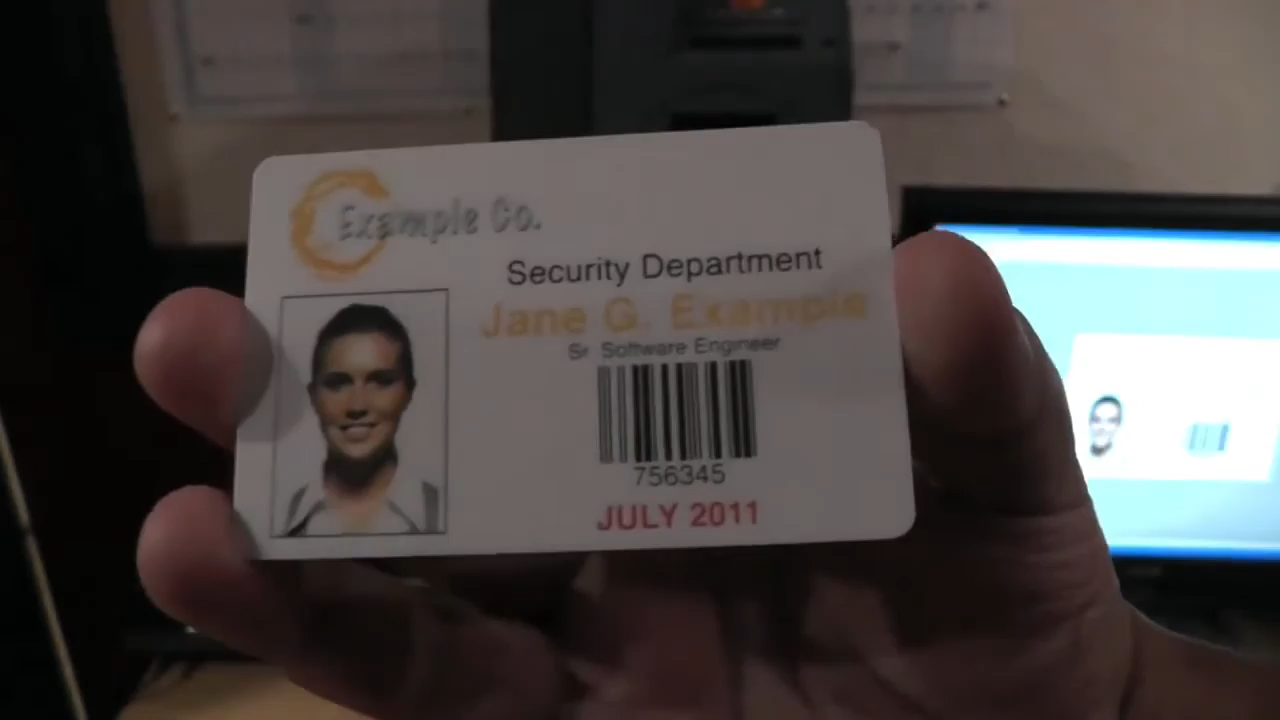 Example Co.
Security Department
Jane G. Example
Sr. Software Engineer
756345
JULY 2011